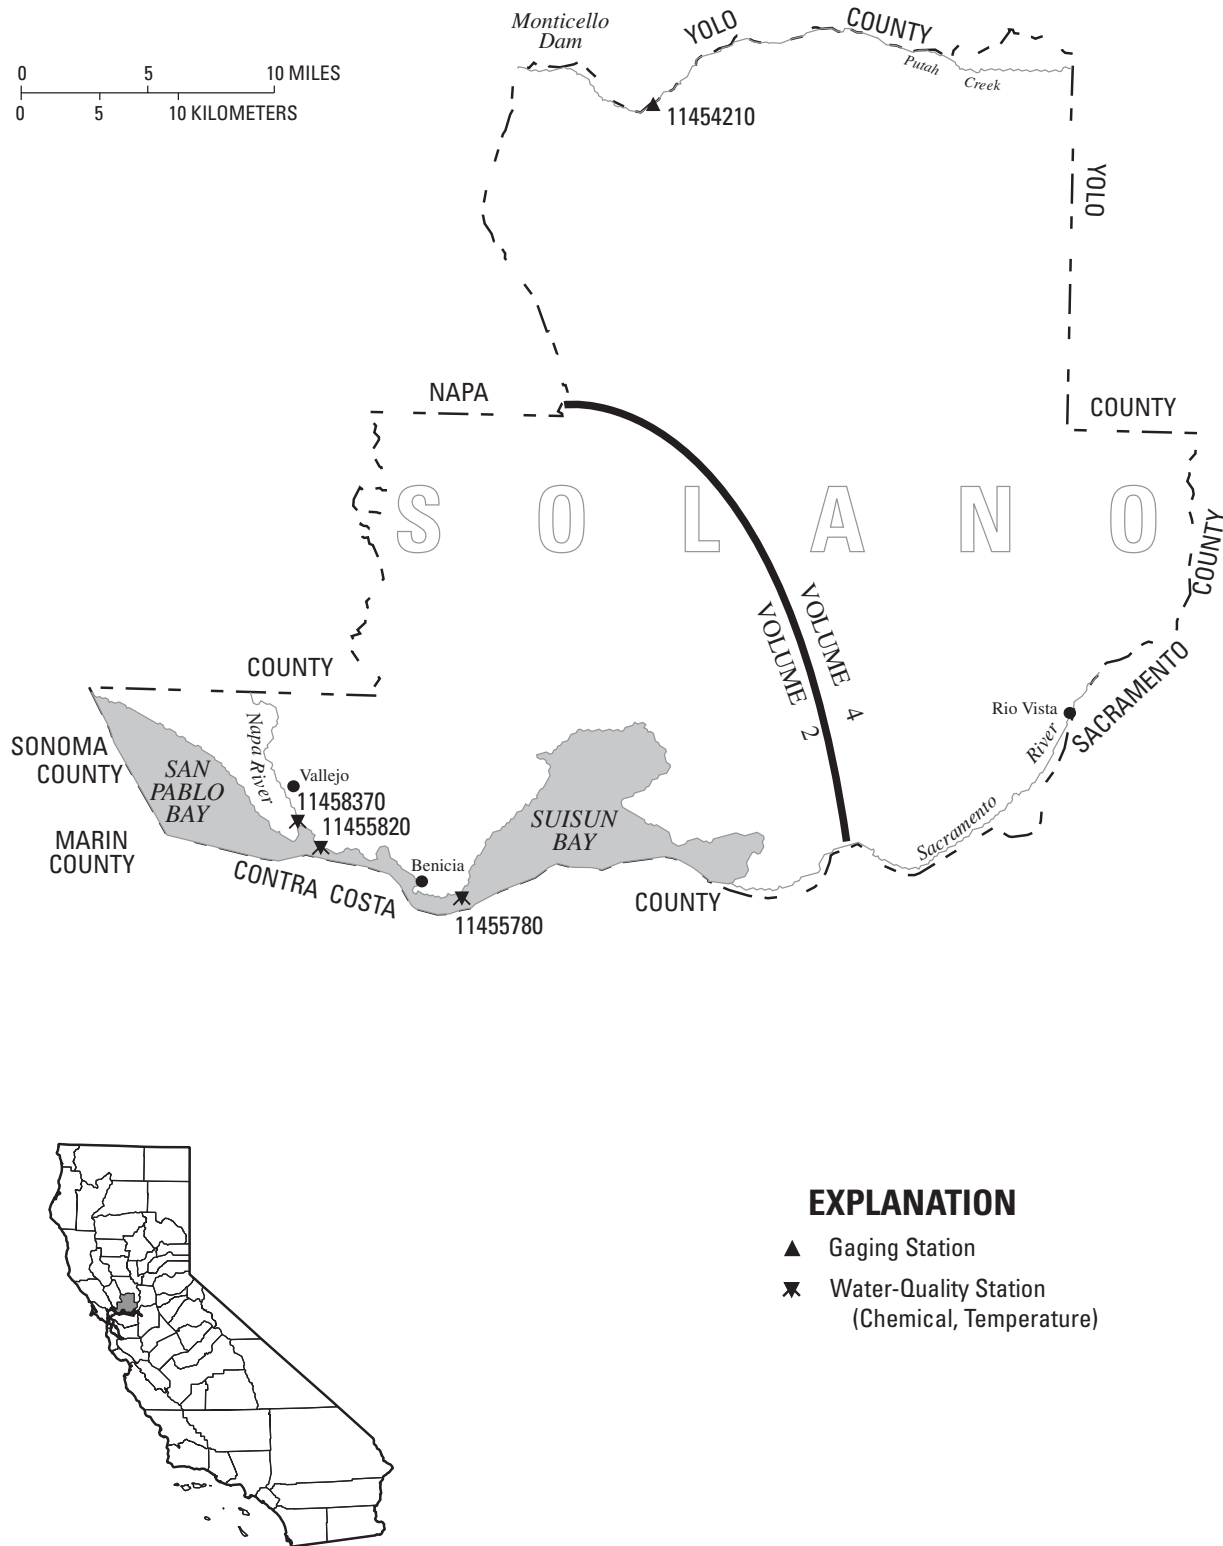 Monticello
Dam
YOLO
COUNTY
Putah
Creek
0 5 10 MILES
0 5 10 KILOMETERS
11454210
YOLO
NAPA
COUNTY
SOLANO
COUNTY
VOLUME 4
VOLUME 2
COUNTY
SACRAMENTO
Rio Vista
River
Sacramento
SONOMA
COUNTY
Napa River
SAN
PABLO
BAY
Vallejo
11458370
11455820
SUISUN
BAY
MARIN
COUNTY
Benicia
CONTRA COSTA
COUNTY
11455780
EXPLANATION
Gaging Station
Water-Quality Station
(Chemical, Temperature)